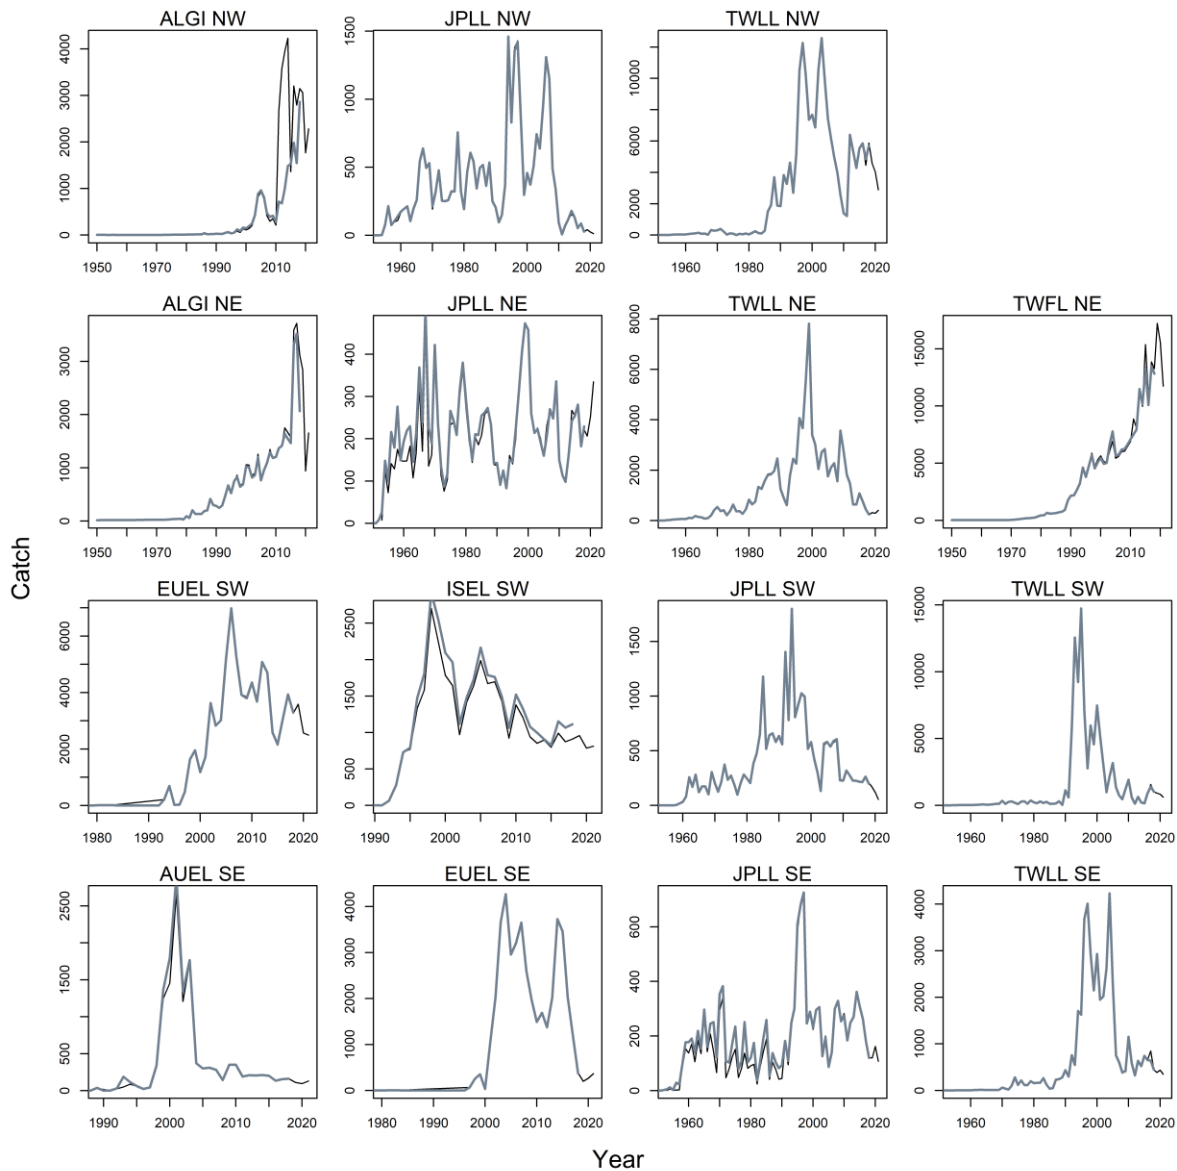 ALGI NW JPLL NW TWLL NW
0 1000 2000 3000 4000
1950 1970 1990 2010
0 500 1000 1500
1960 1980 2000 2020
0 2000 6000 10000
1960 1980 2000 2020
ALGI NE JPLL NE TWLL NE TWFL NE
0 1000 2000 3000
1950 1970 1990 2010
0 100 200 300 400
1960 1980 2000 2020
0 2000 4000 6000 8000
1960 1980 2000 2020
0 5000 10000 15000
1950 1970 1990 2010
Catch
EUEL SW ISEL SW JPLL SW TWLL SW
0 2000 4000 6000
1980 1990 2000 2010 2020
0 500 1500 2500
1990 2000 2010 2020
0 500 1000 1500
1960 1980 2000 2020
0 5000 10000 15000
1960 1980 2000 2020
AUEL SE EUEL SE JPLL SE TWLL SE
0 500 1500 2500
1990 2000 2010 2020
0 1000 2000 3000 4000
1980 1990 2000 2010 2020
0 200 400 600
1960 1980 2000 2020
0 1000 2000 3000 4000
1960 1980 2000 2020
Year